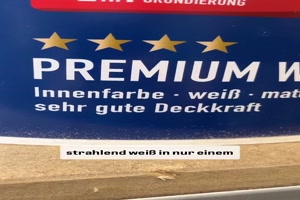 GRUNDIERUNG
PREMIUM W
Innenfarbe · weiß · mat
sehr gute Deckkraft
strahlend weiß in nur einem